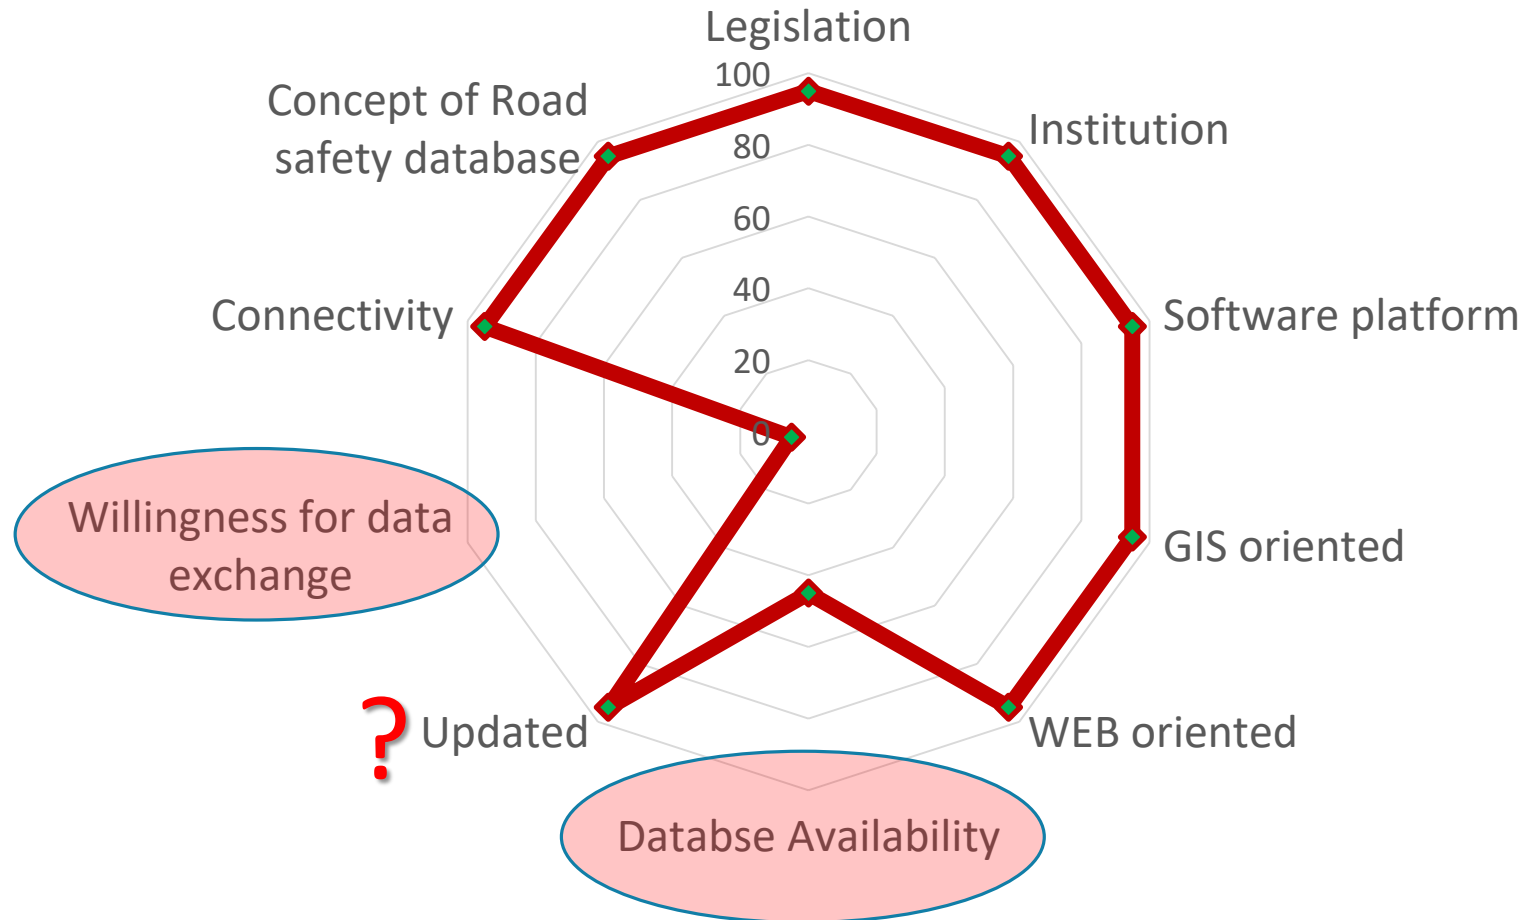 Legislation
100
80
60
40
20
0
Concept of Road
safety database
Institution
Connectivity
Software platform
Willingness for data
exchange
GIS oriented
? Updated
WEB oriented
Databse Availability